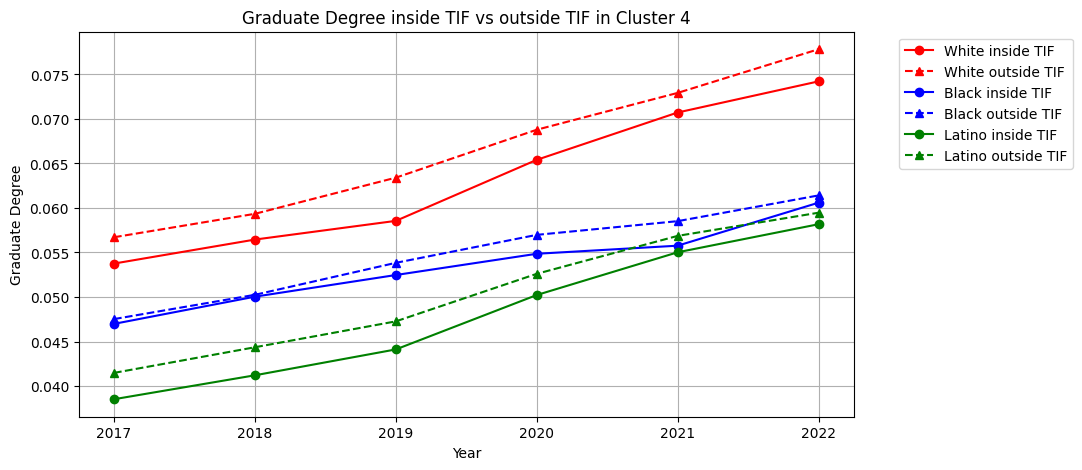 Graduate Degree inside TIF vs outside TIF in Cluster 4
White inside TIF
White outside TIF
Black inside TIF
Black outside TIF
Latino inside TIF
Latino outside TIF
Graduate Degree
0.075
0.070
0.065
0.060
0.055
0.050
0.045
0.040
2017 2018 2019 2020 2021 2022
Year